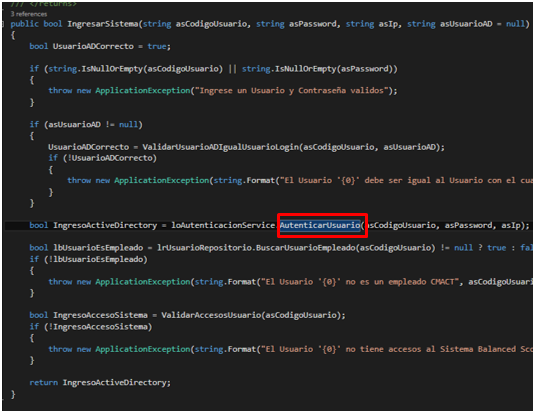 /// </returns>
3 references
public bool IngresarSistema(string asCodigoUsuario, string asPassword, string asIp, string asUsuarioAD = null)
{
bool UsuarioADCorrecto = true;
if (string.IsNullOrEmpty(asCodigoUsuario) || string.IsNullOrEmpty(asPassword))
{
throw new ApplicationException("Ingrese un Usuario y Contraseña validos");
}
if (asUsuarioAD != null)
{
UsuarioADCorrecto = ValidarUsuarioADIgualUsuarioLogin(asCodigoUsuario, asUsuarioAD);
if (!UsuarioADCorrecto)
{
throw new ApplicationException(string.Format("El Usuario '{0}' debe ser igual al Usuario con el cua
}
}
bool IngresoActiveDirectory = loAutenticacionService.AutenticarUsuario(asCodigoUsuario, asPassword, asIp);
bool lbUsuarioEsEmpleado = lrUsuarioRepositorio.BuscarUsuarioEmpleado(asCodigoUsuario) != null ? true : fal
if (!lbUsuarioEsEmpleado)
{
throw new ApplicationException(string.Format("El Usuario '{0}' no es un empleado CMACT", asCodigoUsuari
}
bool IngresoAccesoSistema = ValidarAccesosUsuario(asCodigoUsuario);
if (!IngresoAccesoSistema)
{
throw new ApplicationException(string.Format("El Usuario '{0}' no tiene accesos al Sistema Balanced Sco
}
return IngresoActiveDirectory;
}